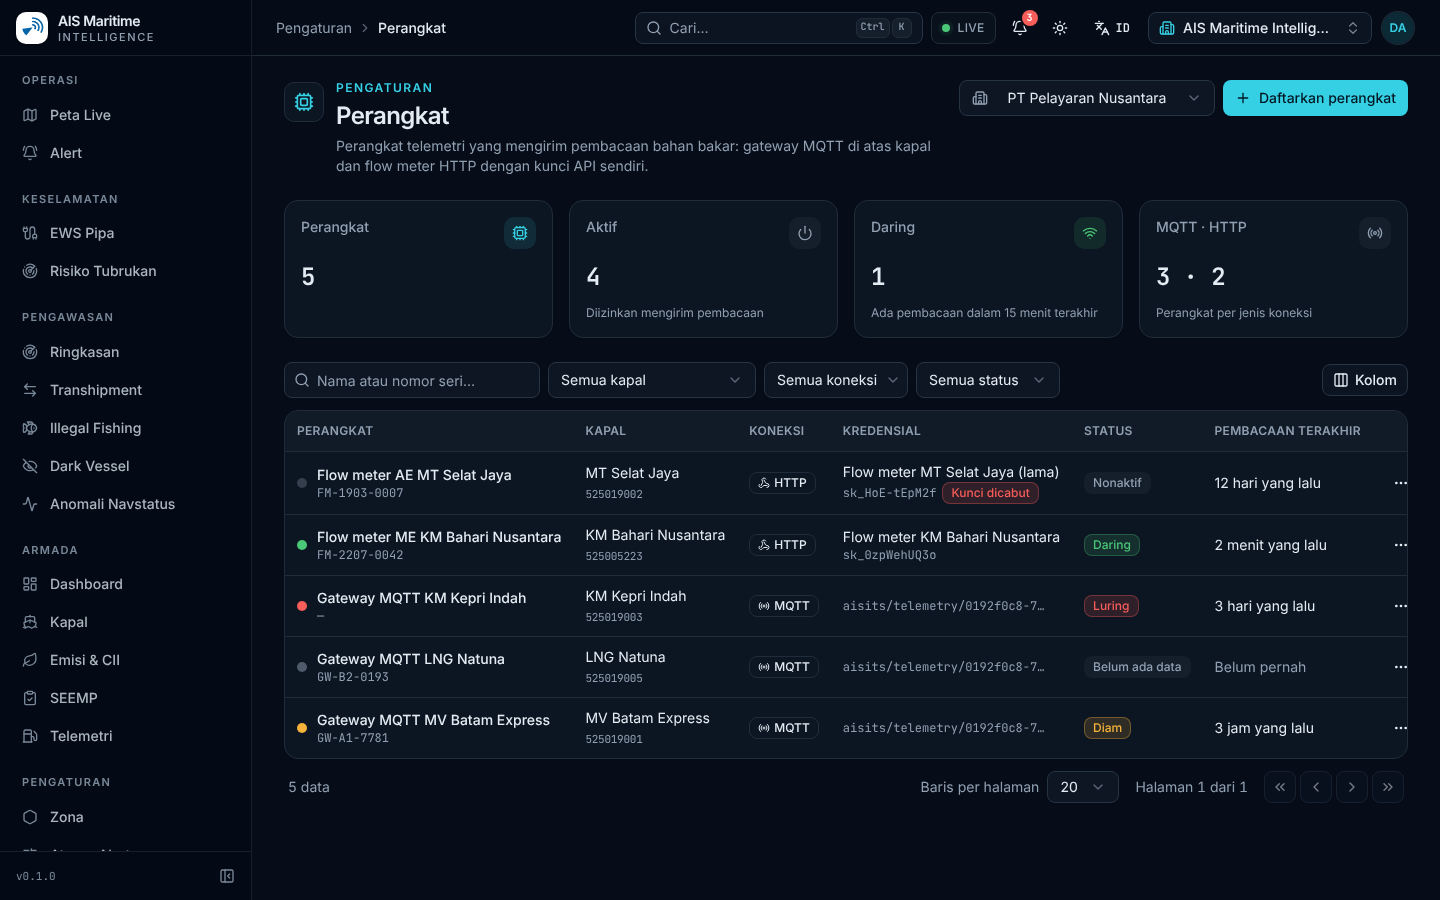 AIS Maritime
INTELLIGENCE
Pengaturan > Perangkat
Cari...
Ctrl K
LIVE
3
ID
AIS Maritime Intellig...
DA
OPERASI
Peta Live
Alert
KESELAMATAN
EWS Pipa
Risiko Tubrukan
PENGAWASAN
Ringkasan
Transhipment
Illegal Fishing
Dark Vessel
Anomali Navstatus
ARMADA
Dashboard
Kapal
Emisi & CII
SEEMP
Telemetri
PENGATURAN
Zona
v0.1.0
PENGATURAN
Perangkat
Perangkat telemetri yang mengirim pembacaan bahan bakar: gateway MQTT di atas kapal
dan flow meter HTTP dengan kunci API sendiri.
PT Pelayaran Nusantara
Daftarkan perangkat
Perangkat
5
Aktif
4
Diizinkan mengirim pembacaan
Daring
1
Ada pembacaan dalam 15 menit terakhir
MQTT · HTTP
3 · 2
Perangkat per jenis koneksi
Nama atau nomor seri...
Semua kapal
Semua koneksi
Semua status
Kolom
PERANGKAT KAPAL KONEKSI KREDENSIAL STATUS PEMBACAAN TERAKHIR
Flow meter AE MT Selat Jaya
FM-1903-0007
MT Selat Jaya
525019002
HTTP
Flow meter MT Selat Jaya (lama)
sk_HoE-tEpM2f Kunci dicabut
Nonaktif
12 hari yang lalu
Flow meter ME KM Bahari Nusantara
FM-2207-0042
KM Bahari Nusantara
525005223
HTTP
Flow meter KM Bahari Nusantara
sk_0zpWehUQ3o
Daring
2 menit yang lalu
Gateway MQTT KM Kepri Indah
—
KM Kepri Indah
525019003
MQTT
aisits/telemetry/0192f0c8-7…
Luring
3 hari yang lalu
Gateway MQTT LNG Natuna
GW-B2-0193
LNG Natuna
525019005
MQTT
aisits/telemetry/0192f0c8-7…
Belum ada data
Belum pernah
Gateway MQTT MV Batam Express
GW-A1-7781
MV Batam Express
525019001
MQTT
aisits/telemetry/0192f0c8-7…
Diam
3 jam yang lalu
5 data
Baris per halaman
20
Halaman 1 dari 1